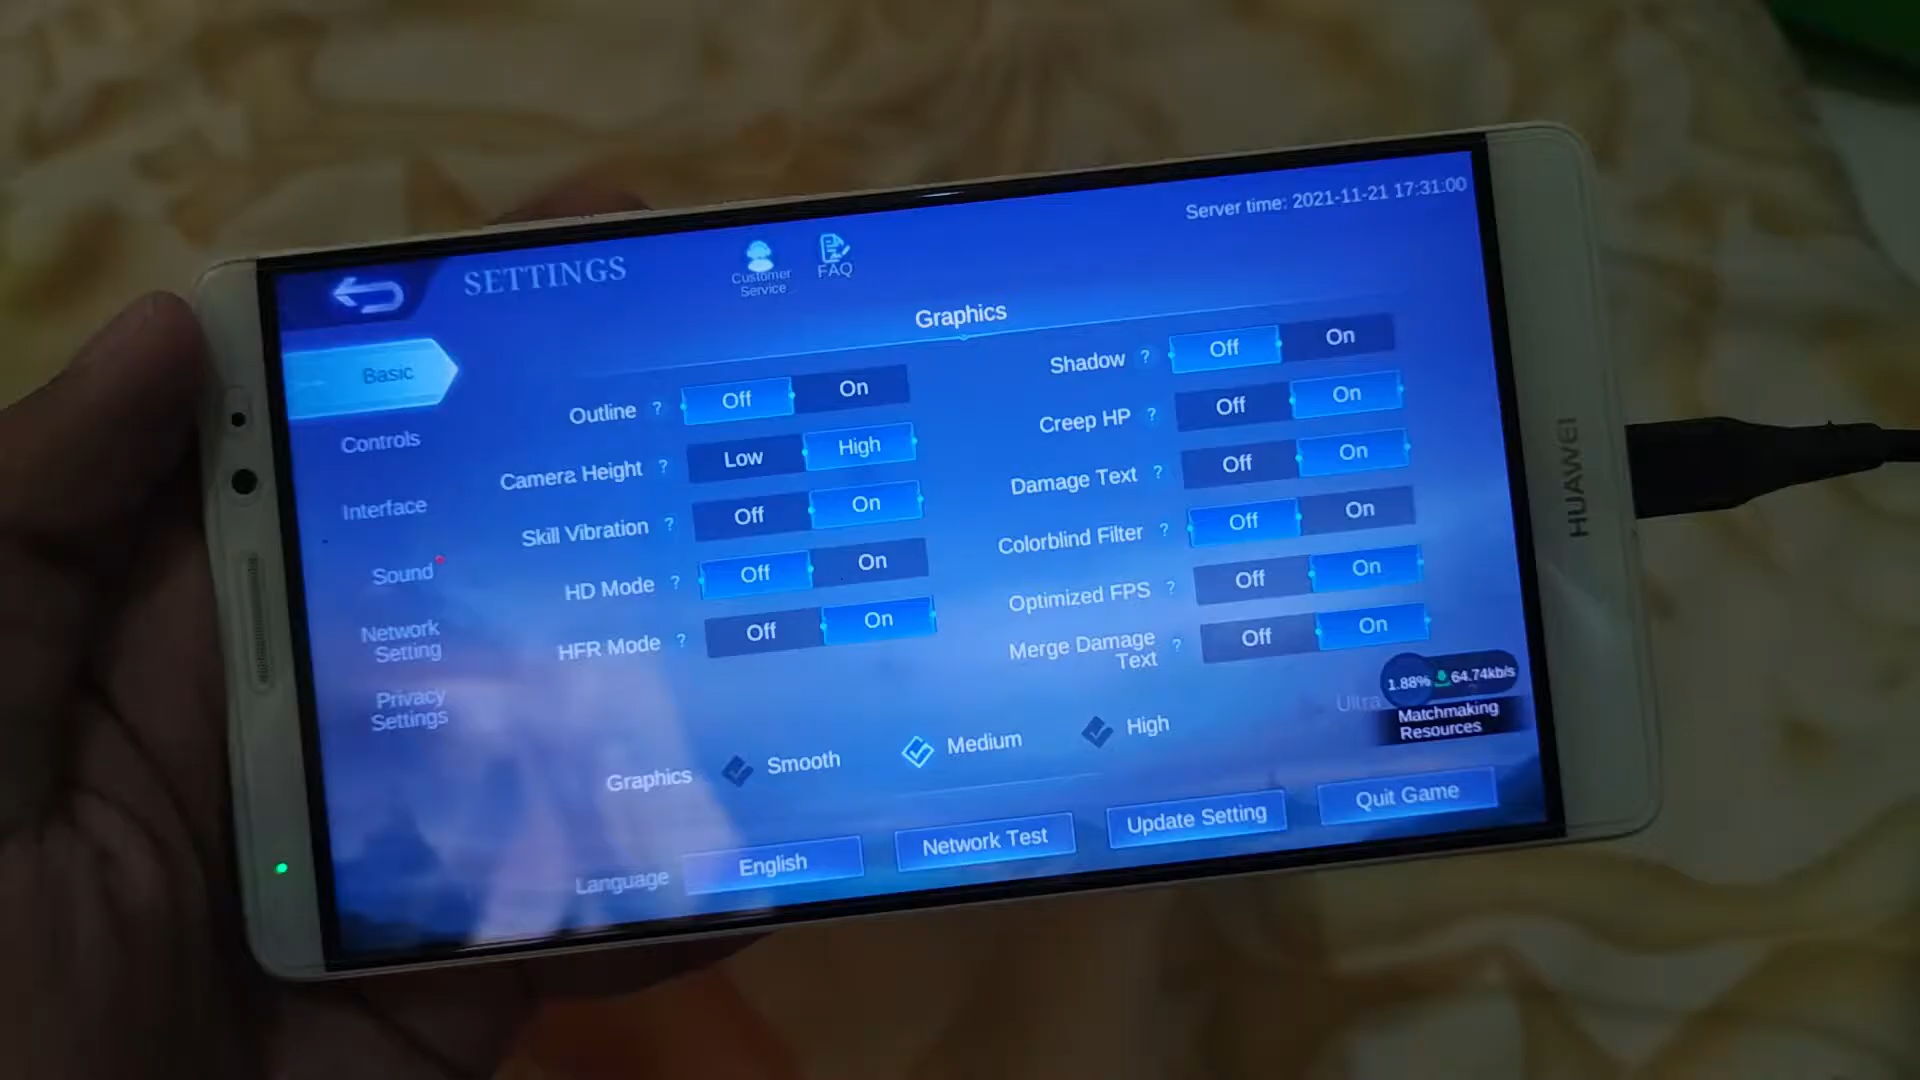 Server time: 2021-11-21 17:31:00
SETTINGS
Customer
Service
FAQ
Graphics
Basic
Controls
Interface
Sound
Network
Setting
Privacy
Settings
Outline ? Off On
Camera Height ? Low High
Skill Vibration ? Off On
HD Mode ? Off On
HFR Mode ? Off On
Shadow ? Off On
Creep HP ? Off On
Damage Text ? Off On
Colorblind Filter ? Off On
Optimized FPS ? Off On
Merge Damage
Text ? Off On
1.88% 64.74kb/s
Matchmaking
Resources
Graphics Smooth Medium High Ultra
Language English Network Test Update Setting Quit Game
HUAWEI